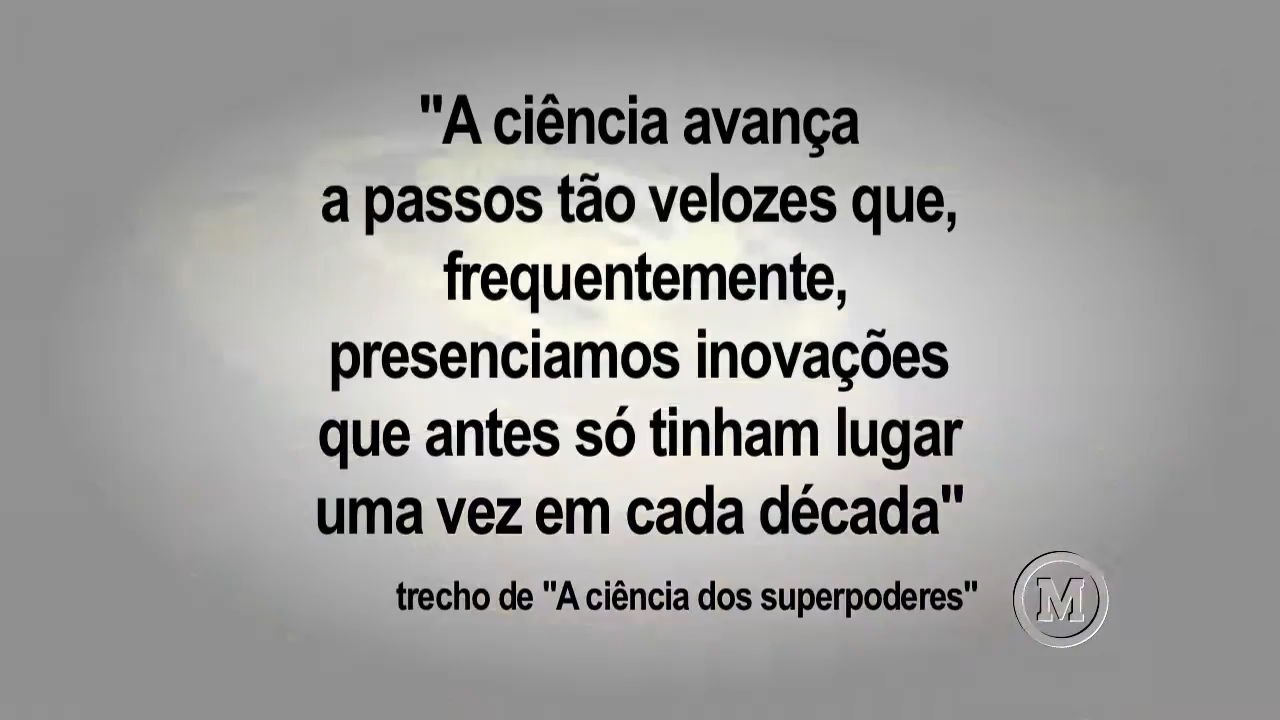 "A ciência avança
a passos tão velozes que,
frequentemente,
presenciamos inovações
que antes só tinham lugar
uma vez em cada década"
trecho de "A ciência dos superpoderes"
M